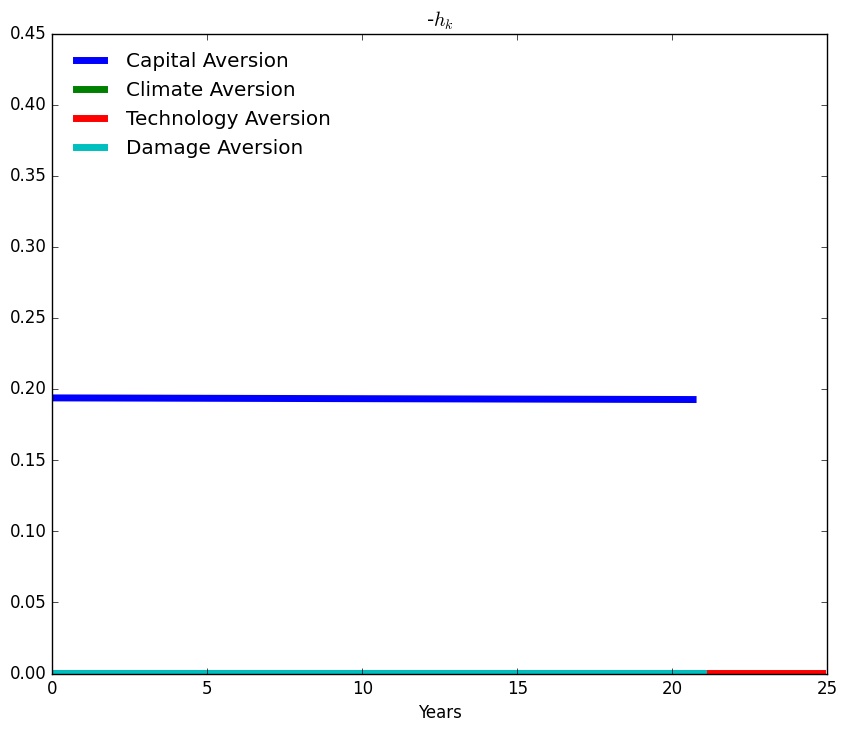 -h_k
0.45
0.40
0.35
0.30
0.25
0.20
0.15
0.10
0.05
0.00
Capital Aversion
Climate Aversion
Technology Aversion
Damage Aversion
0 5 10 15 20 25
Years